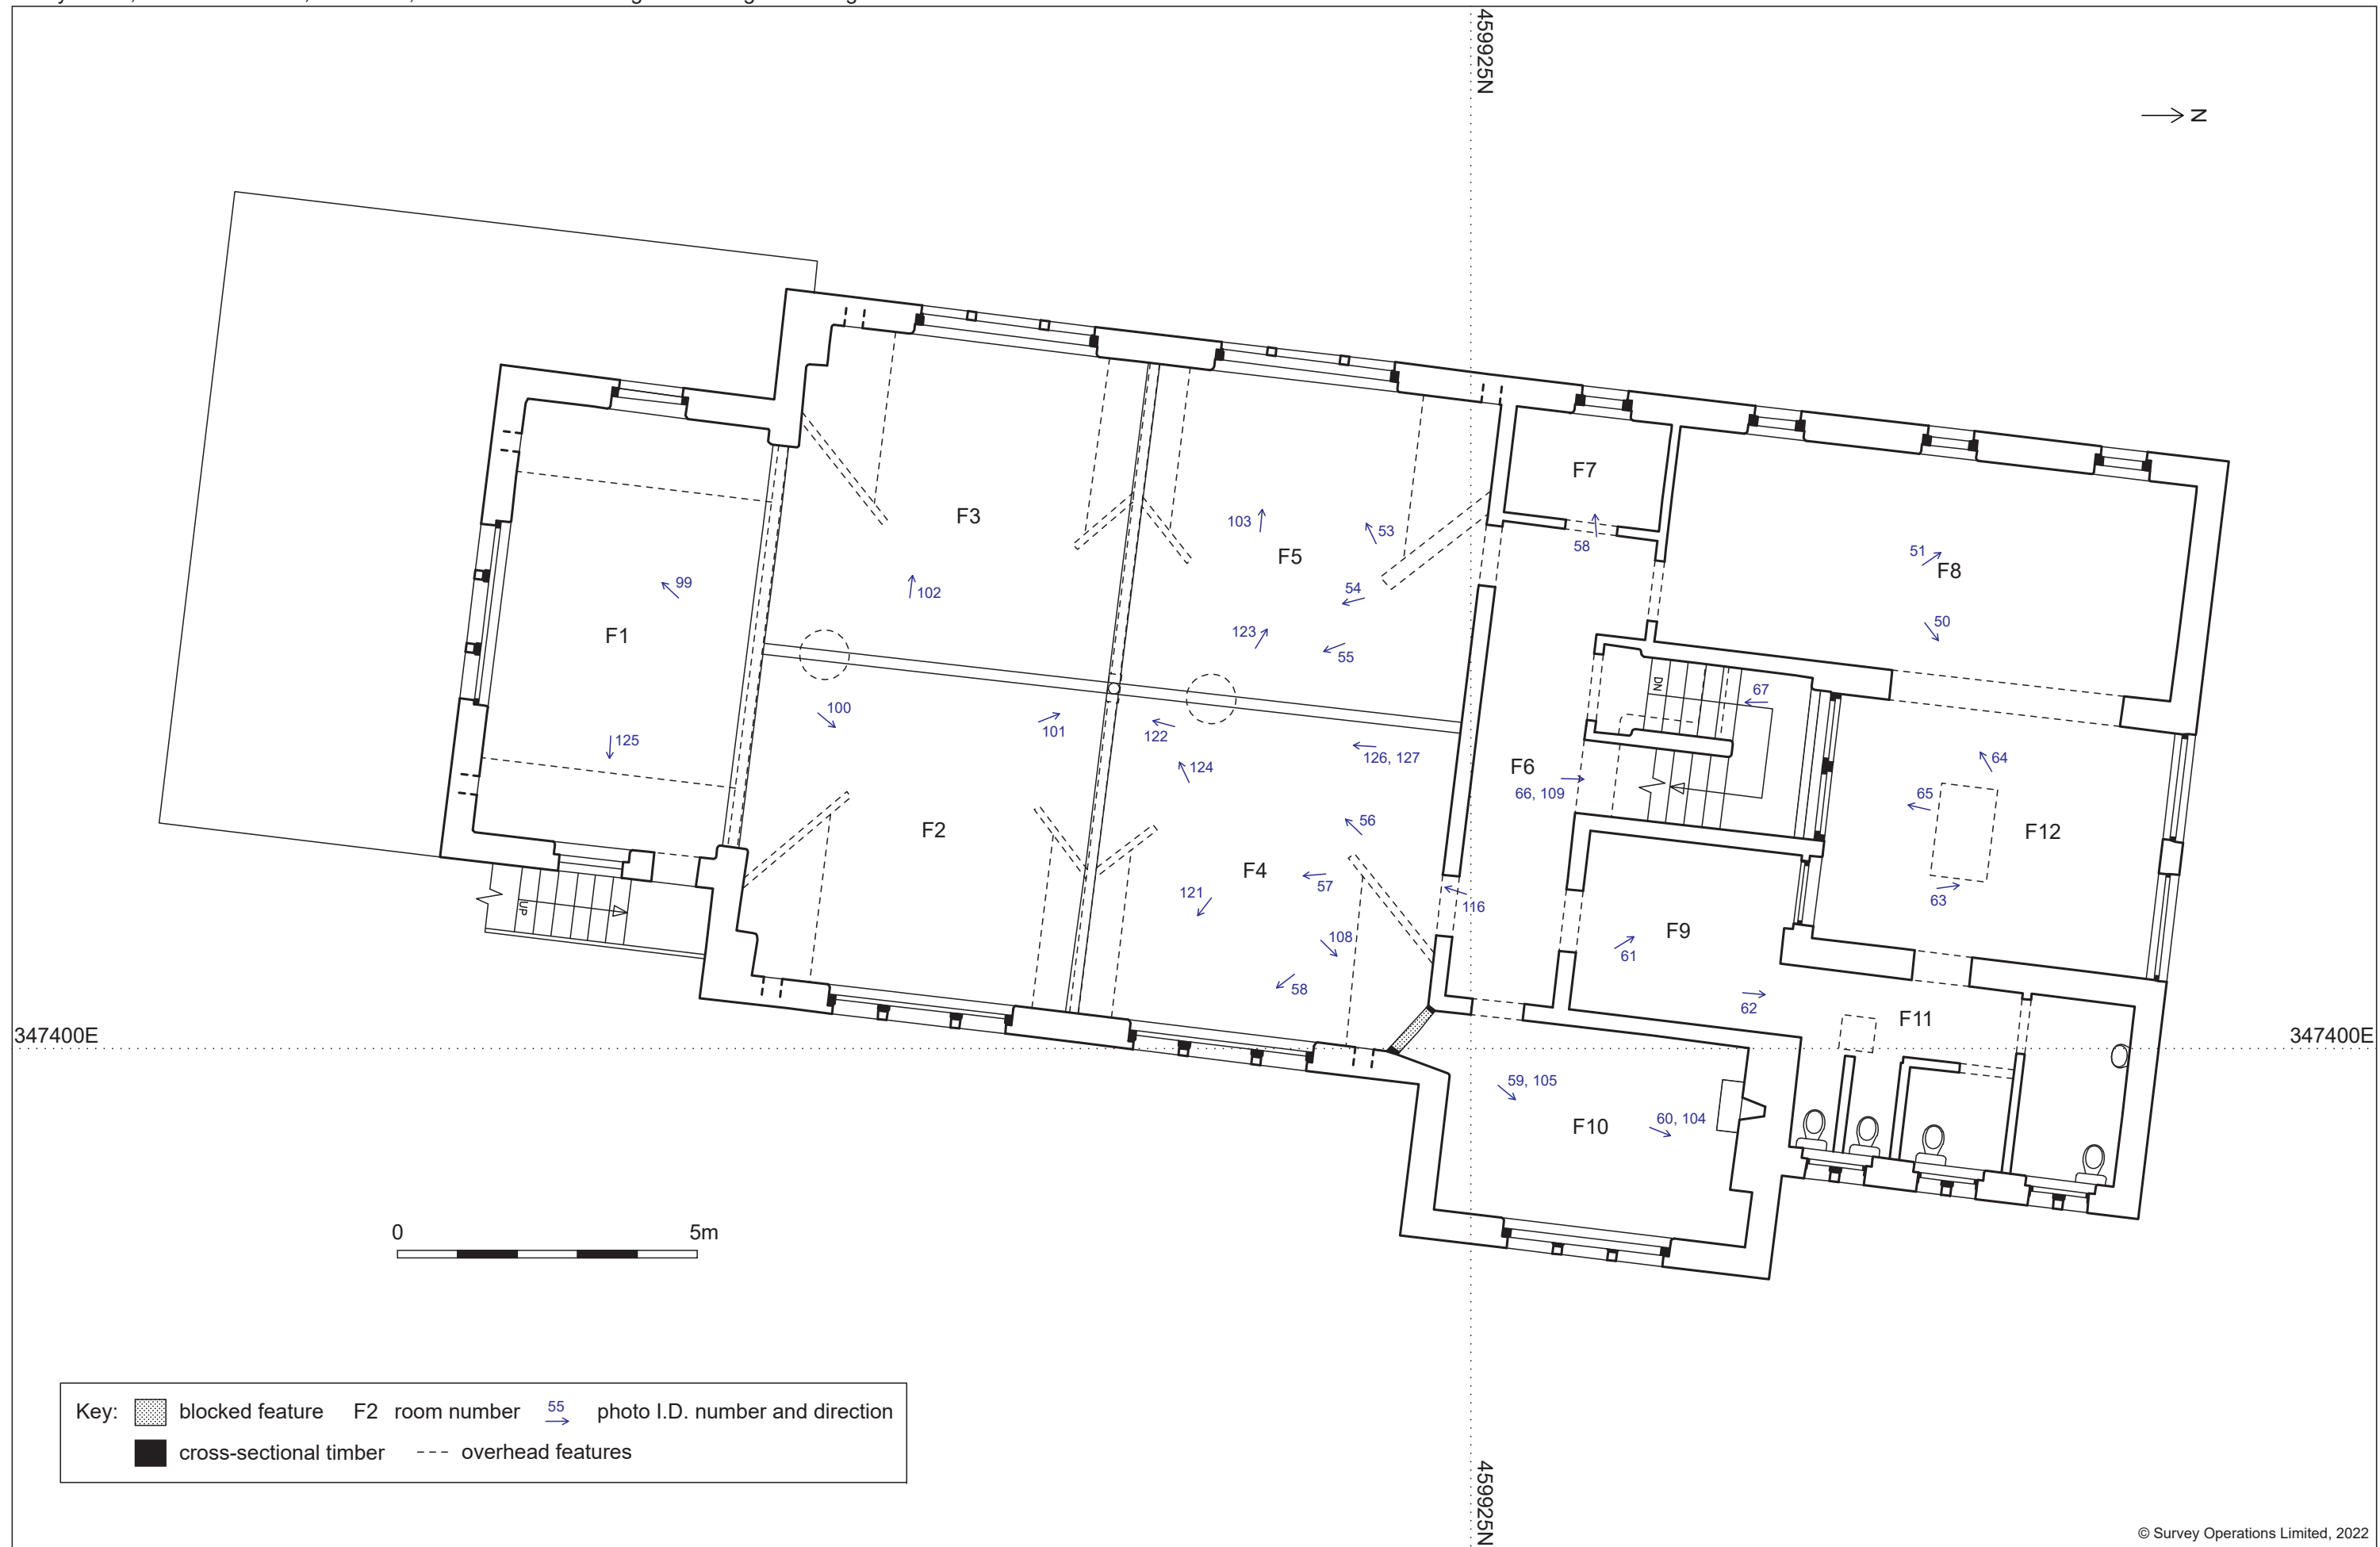 459925N
N
F3
F7
103
53
F5
58
51
F8
99
102
54
F1
123
55
50
67
DN
100
101
122
126, 127
125
124
F6
66, 109
64
65
F12
F2
56
F4
57
121
116
63
UP
108
F9
61
58
62
F11
347400E
347400E
59, 105
60, 104
F10
0 5m
Key: blocked feature F2 room number 55 photo I.D. number and direction
cross-sectional timber overhead features
459925N
© Survey Operations Limited, 2022